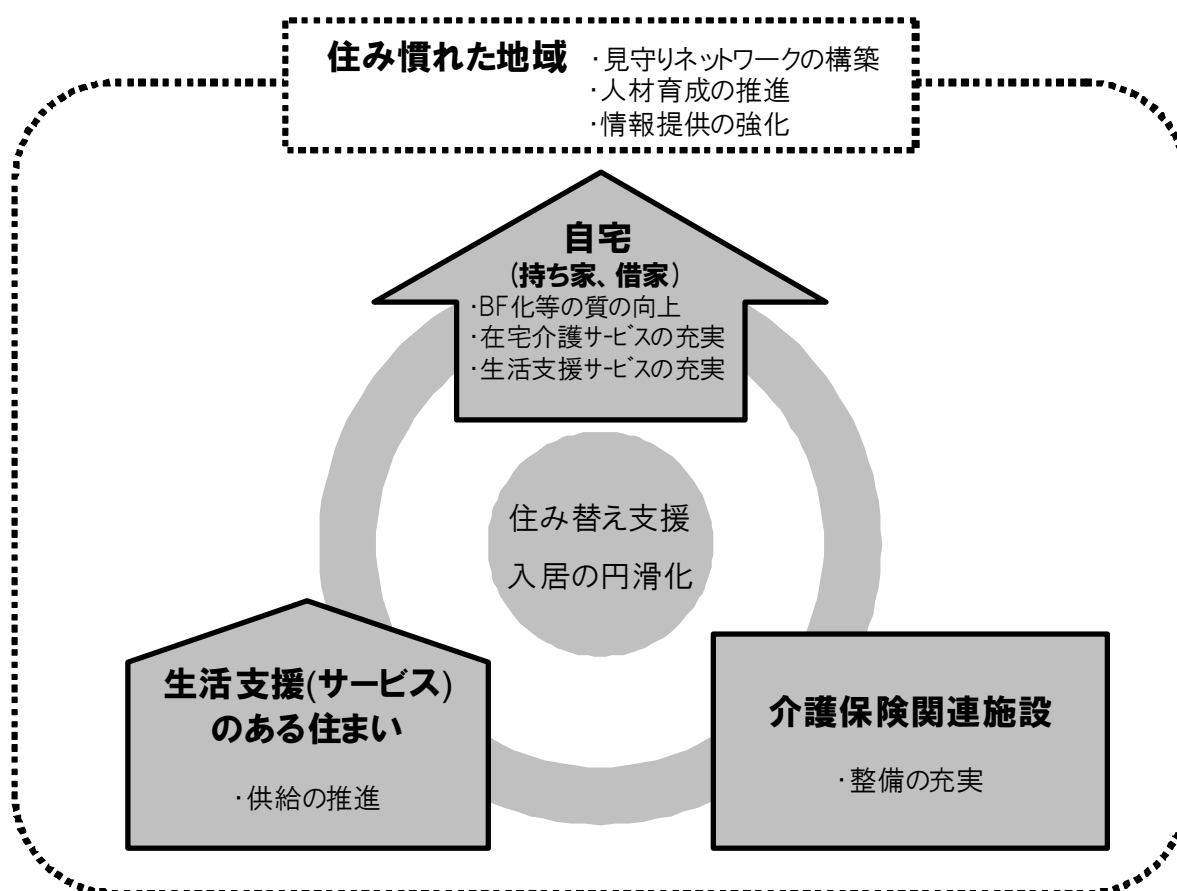 住み慣れた地域
・見守りネットワークの構築
・人材育成の推進
・情報提供の強化
自宅
(持ち家、借家)
・BF化等の質の向上
・在宅介護サービスの充実
・生活支援サービスの充実
住み替え支援
入居の円滑化
生活支援(サービス)
のある住まい
・供給の推進
介護保険関連施設
・整備の充実